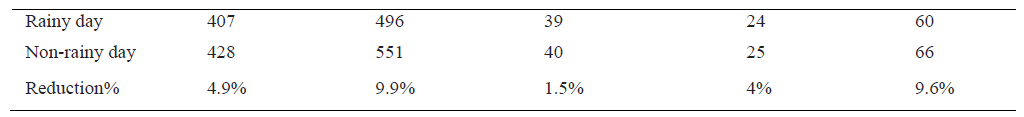 Rainy day 407 496 39 24 60
Non-rainy day 428 551 40 25 66
Reduction% 4.9% 9.9% 1.5% 4% 9.6%